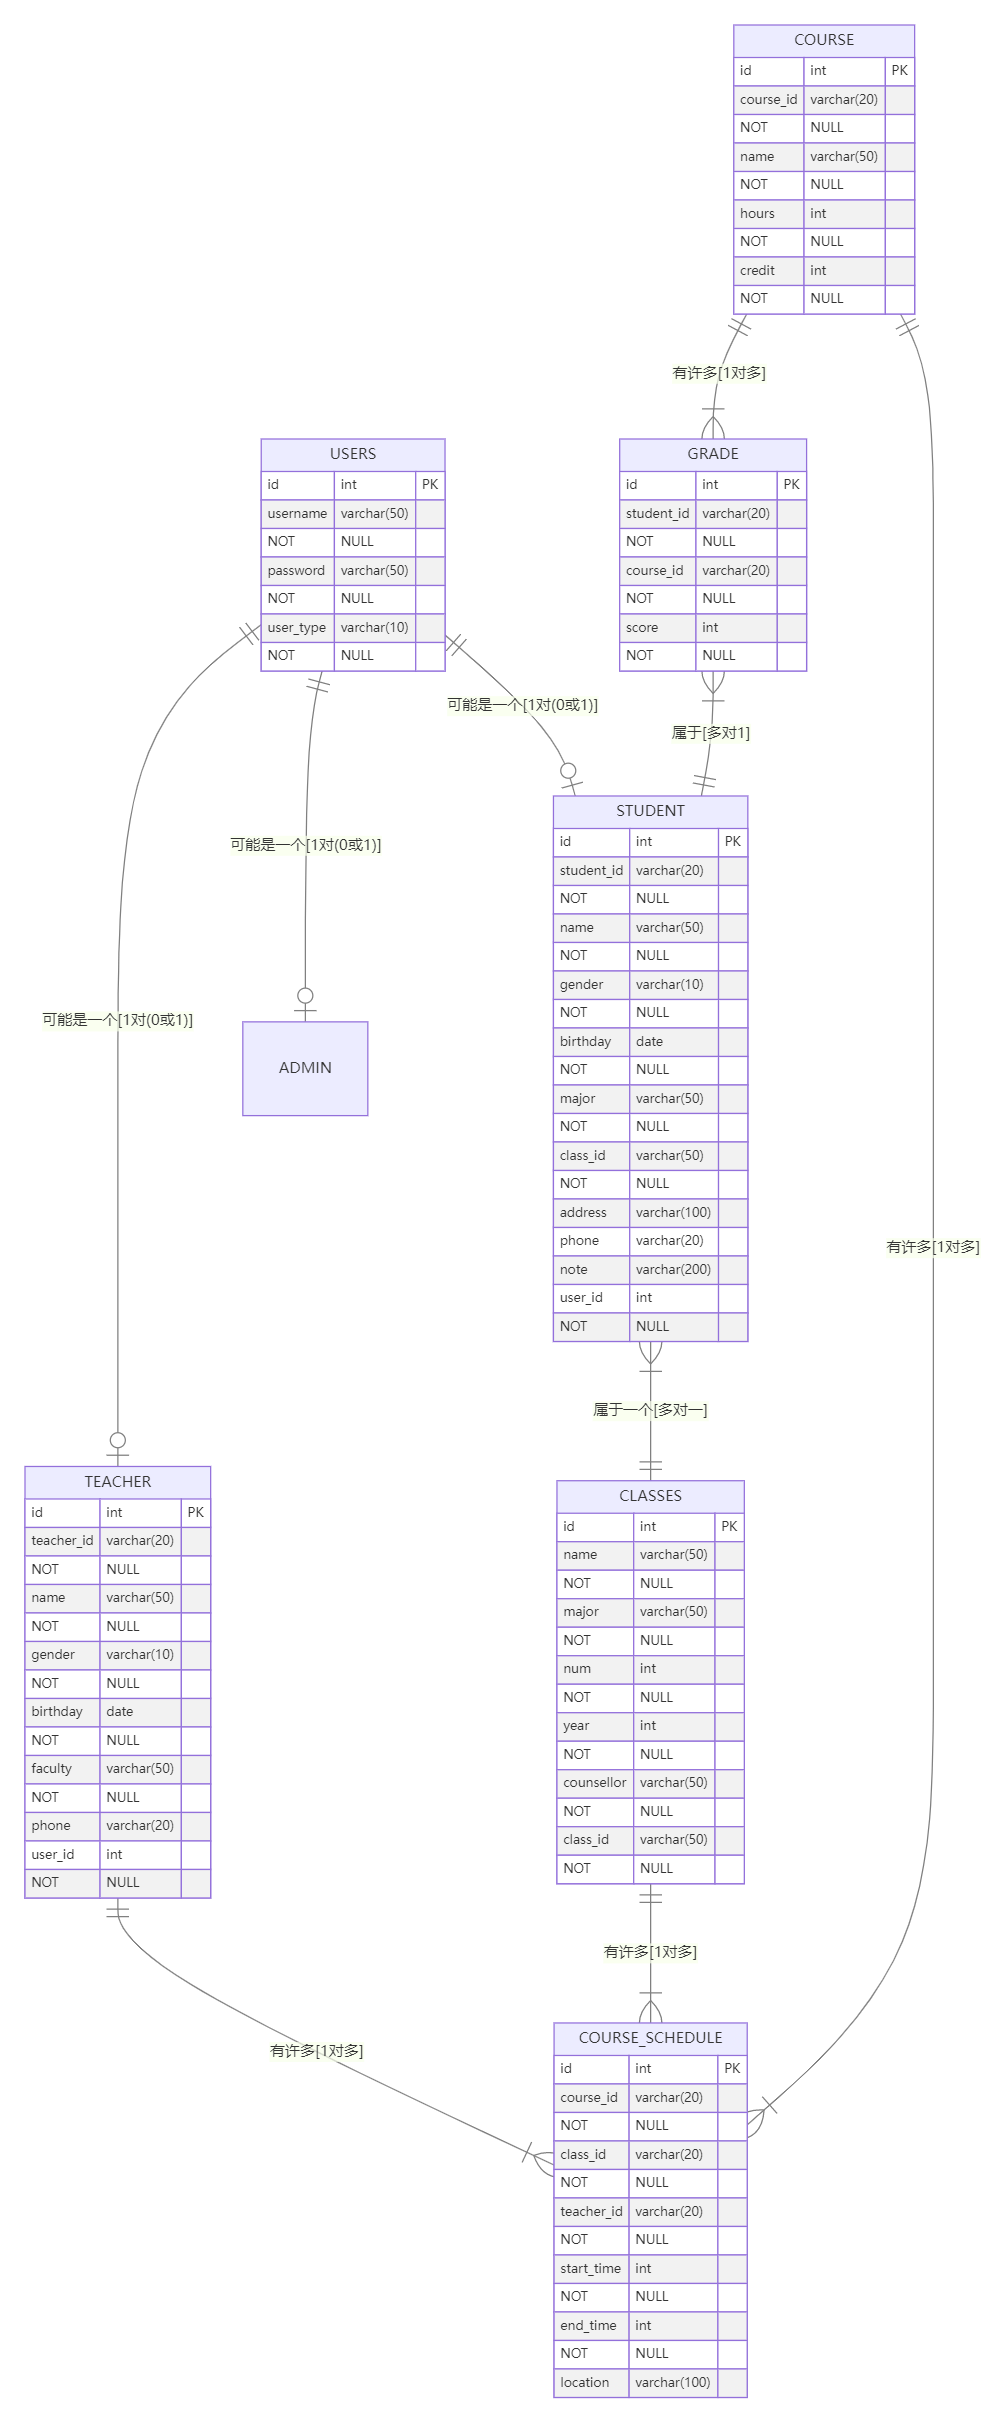 COURSE
id int PK
course_id varchar(20)
NOT NULL
name varchar(50)
NOT NULL
hours int
NOT NULL
credit int
NOT NULL
有许多[1对多]
USERS
id int PK
username varchar(50)
NOT NULL
password varchar(50)
NOT NULL
user_type varchar(10)
NOT NULL
GRADE
id int PK
student_id varchar(20)
NOT NULL
course_id varchar(20)
NOT NULL
score int
NOT NULL
可能是一个[1对(0或1)]
属于[多对1]
可能是一个[1对(0或1)]
STUDENT
id int PK
student_id varchar(20)
NOT NULL
name varchar(50)
NOT NULL
gender varchar(10)
NOT NULL
birthday date
NOT NULL
major varchar(50)
NOT NULL
class_id varchar(50)
NOT NULL
address varchar(100)
phone varchar(20)
note varchar(200)
user_id int
NOT NULL
可能是一个[1对(0或1)]
ADMIN
有许多[1对多]
属于一个[多对一]
TEACHER
id int PK
teacher_id varchar(20)
NOT NULL
name varchar(50)
NOT NULL
gender varchar(10)
NOT NULL
birthday date
NOT NULL
faculty varchar(50)
NOT NULL
phone varchar(20)
user_id int
NOT NULL
CLASSES
id int PK
name varchar(50)
NOT NULL
major varchar(50)
NOT NULL
num int
NOT NULL
year int
NOT NULL
counsellor varchar(50)
NOT NULL
class_id varchar(50)
NOT NULL
有许多[1对多]
有许多[1对多]
COURSE_SCHEDULE
id int PK
course_id varchar(20)
NOT NULL
class_id varchar(20)
NOT NULL
teacher_id varchar(20)
NOT NULL
start_time int
NOT NULL
end_time int
NOT NULL
location varchar(100)